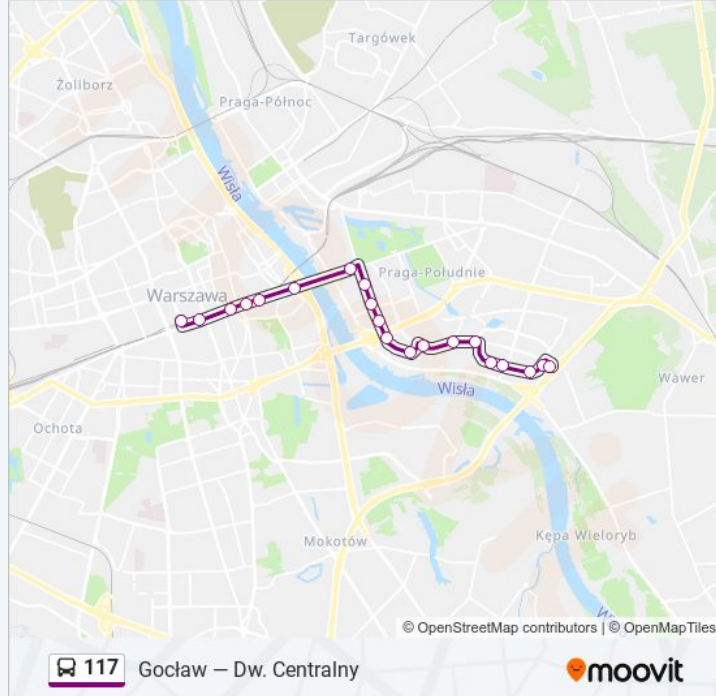 Targówek
Żoliborz
Praga-Północ
Wisła
Praga-Południe
Warszawa
Wisła
Wawer
Ochota
Mokotów
Kępa Wieloryb
© OpenStreetMap contributors | © OpenMapTiles
117 Gocław — Dw. Centralny
moovit